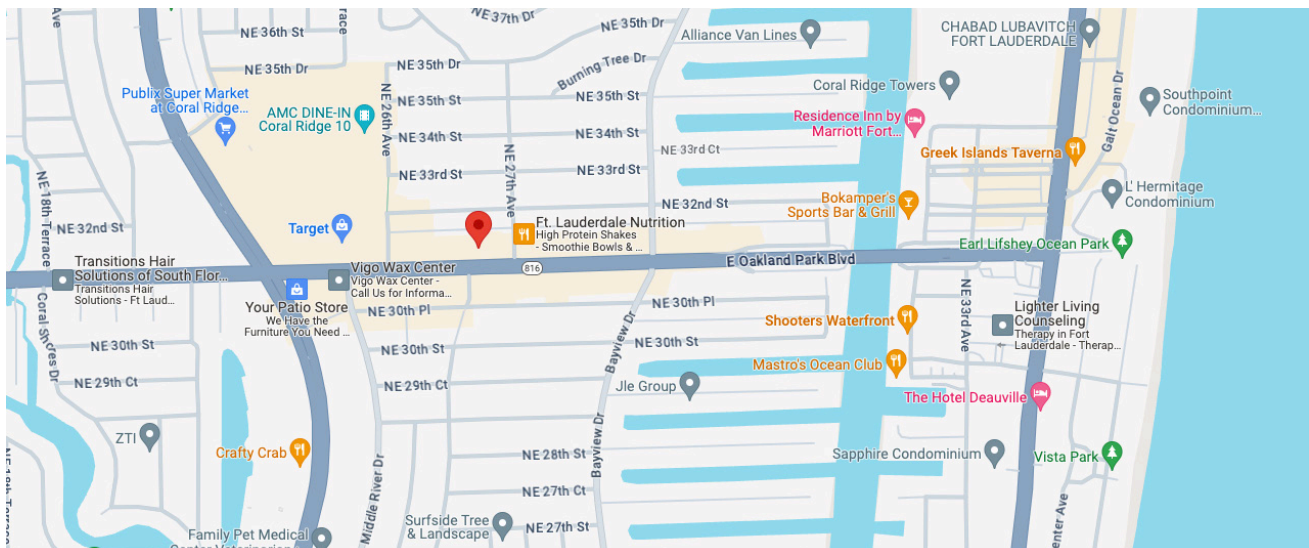 NE 37th St
NE 36th St
NE 35th Dr
NE 35th Dr
NE 35th Dr
Burning Tree Dr
Alliance Van Lines
CHABAD LUBAVITCH
FORT LAUDERDALE
Publix Super Market
at Coral Ridge...
AMC DINE-IN
Coral Ridge 10
NE 26th Ave
NE 35th St
NE 35th St
Coral Ridge Towers
Southpoint
Condominium...
Galt Ocean Dr
Residence Inn by
Marriott Fort...
NE 34th St
NE 34th St
NE 33rd Ct
Greek Islands Taverna
NE 33rd St
NE 33rd St
NE 27th Ave
NE 18th Terrace
L' Hermitage
Condominium
Bokamper's
Sports Bar & Grill
NE 32nd St
NE 32nd St
Target
Ft. Lauderdale Nutrition
High Protein Shakes
- Smoothie Bowls & ...
Earl Lifshey Ocean Park
Transitions Hair
Solutions of South Flor...
Transitions Hair
Solutions - Ft Laud...
Vigo Wax Center
Vigo Wax Center -
Call Us for Informa...
816
E Oakland Park Blvd
Your Patio Store
We Have the
Furniture You Need ...
NE 30th Pl
NE 30th Pl
Coral Shores Dr
NE 33rd Ave
Lighter Living
Counseling
Therapy in Fort
Lauderdale - Therap...
Shooters Waterfront
Bayview Dr
NE 30th St
NE 30th St
NE 30th St
Mastro's Ocean Club
NE 29th Ct
NE 29th Ct
Jle Group
The Hotel Deauville
ZTI
Crafty Crab
NE 28th St
Bayview Dr
Sapphire Condominium
Vista Park
Middle River Dr
NE 27th Ct
NE 27th St
Surfside Tree
& Landscape
Family Pet Medical